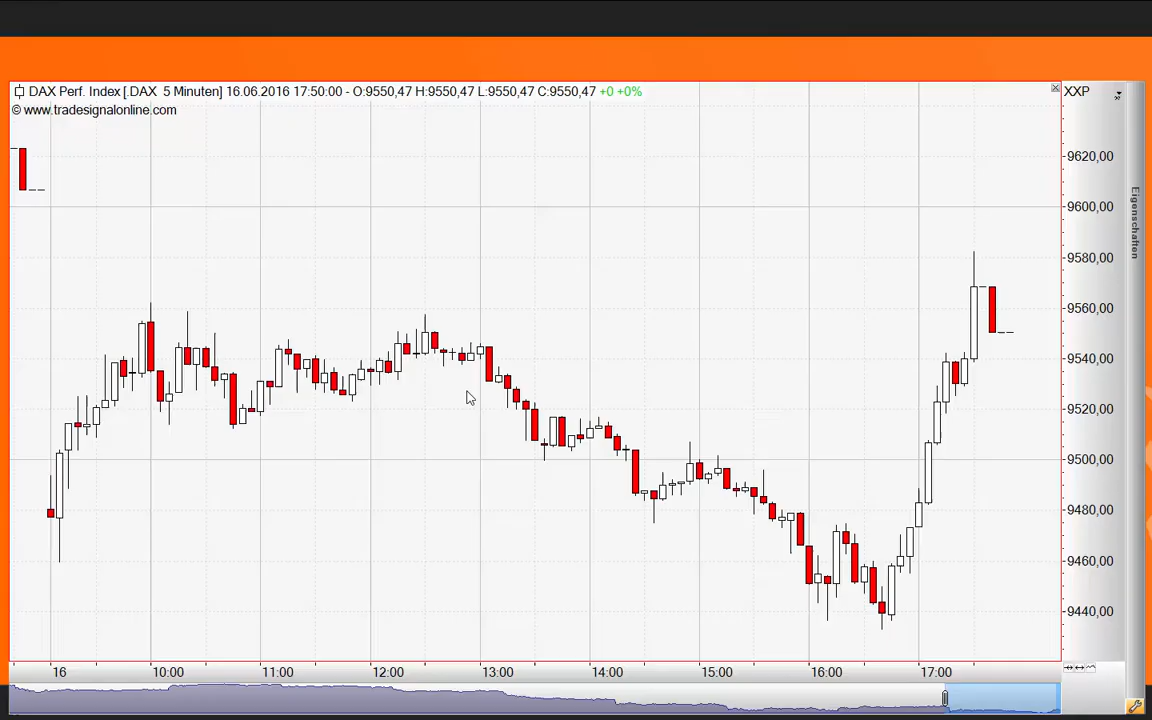 DAX Perf. Index [.DAX 5 Minuten] 16.06.2016 17:50:00 - O:9550,47 H:9550,47 L:9550,47 C:9550,47 +0 +0%
XXP
© www.tradesignalonline.com
9620,00
9600,00
9580,00
9560,00
9540,00
9520,00
9500,00
9480,00
9460,00
9440,00
Eigenschaften
16 10:00 11:00 12:00 13:00 14:00 15:00 16:00 17:00